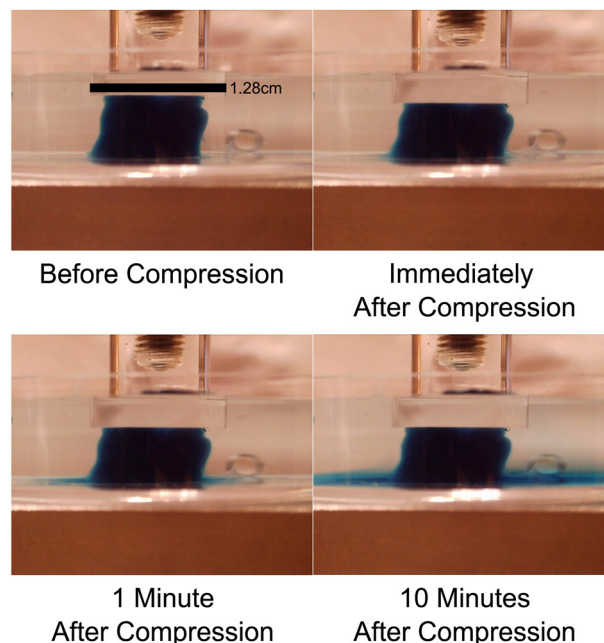 1.28cm
Before Compression
Immediately
After Compression
1 Minute
After Compression
10 Minutes
After Compression